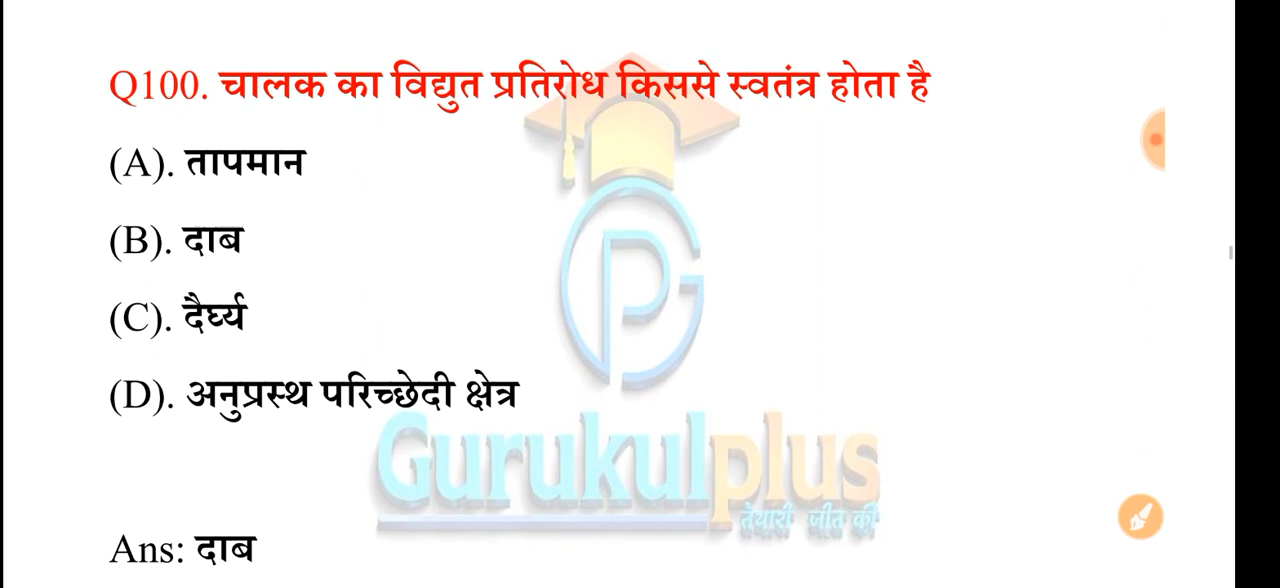 Q100. चालक का विद्युत प्रतिरोध किससे स्वतंत्र होता है
(A). तापमान
(B). दाब
(C). दैर्घ्य
(D). अनुप्रस्थ परिच्छेदी क्षेत्र
Gurukulplus
तैयारी जीत की
Ans: दाब